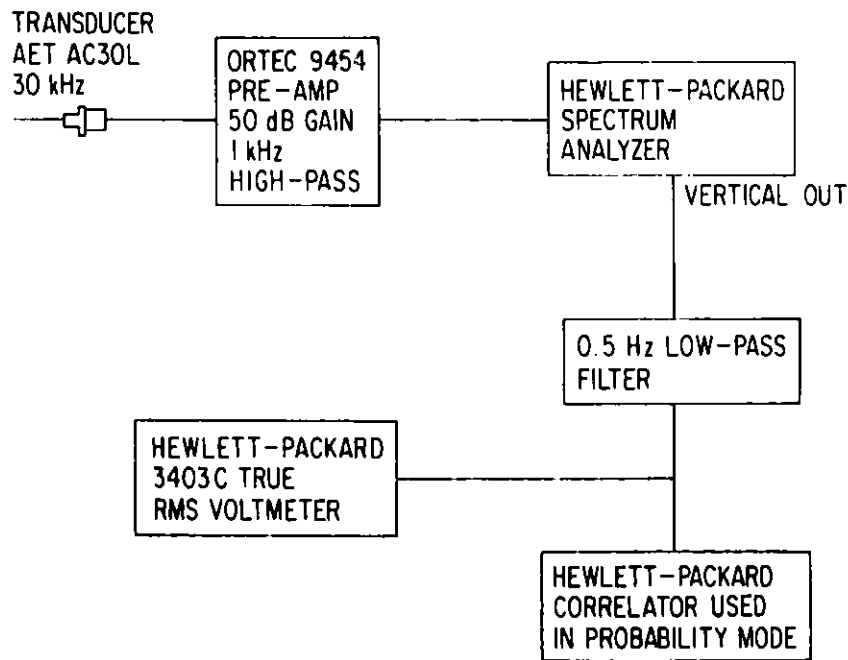 TRANSDUCER
AET AC30L
30 kHz
ORTEC 9454
PRE-AMP
50 dB GAIN
1 kHz
HIGH-PASS
HEWLETT-PACKARD
SPECTRUM
ANALYZER
VERTICAL OUT
0.5 Hz LOW-PASS
FILTER
HEWLETT-PACKARD
3403C TRUE
RMS VOLTMETER
HEWLETT-PACKARD
CORRELATOR USED
IN PROBABILITY MODE